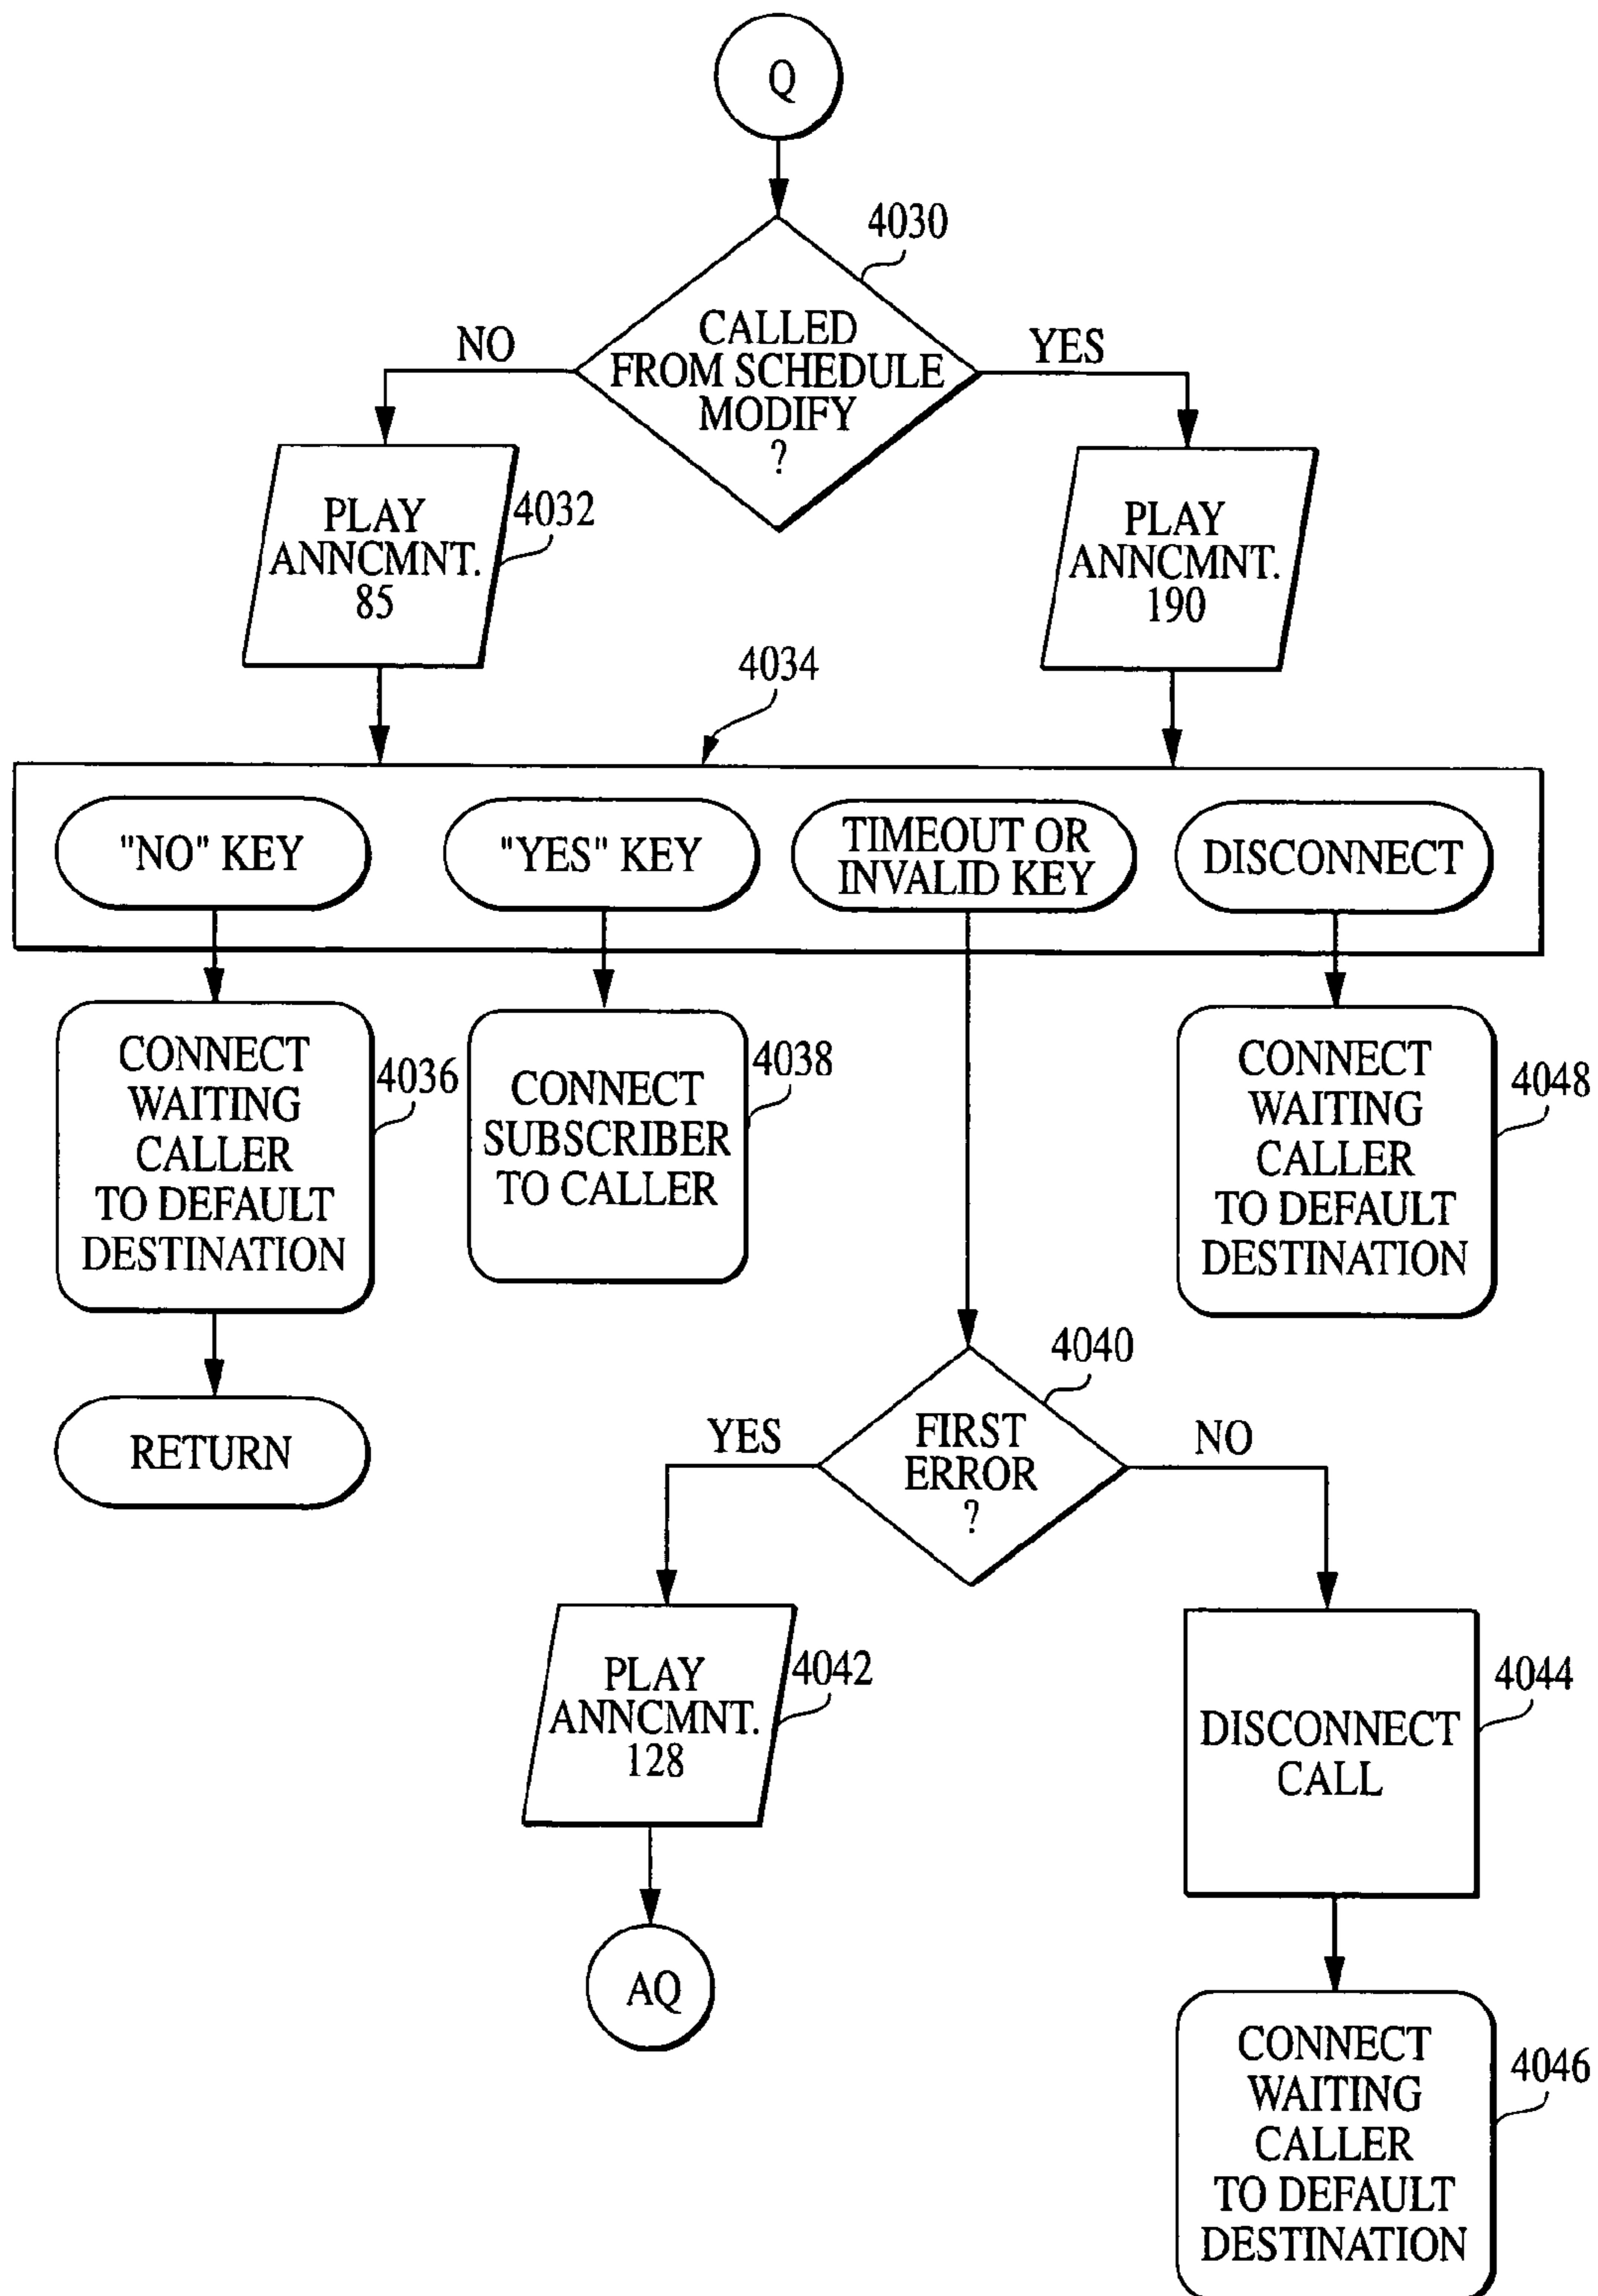 Q
4030
CALLED
FROM SCHEDULE
MODIFY
?
NO
YES
PLAY
ANNCMNT.
85
4032
PLAY
ANNCMNT.
190
4034
"NO" KEY
"YES" KEY
TIMEOUT OR
INVALID KEY
DISCONNECT
CONNECT
WAITING
CALLER
TO DEFAULT
DESTINATION
4036
CONNECT
SUBSCRIBER
TO CALLER
4038
CONNECT
WAITING
CALLER
TO DEFAULT
DESTINATION
4048
RETURN
4040
FIRST
ERROR
?
YES
NO
PLAY
ANNCMNT.
128
4042
DISCONNECT
CALL
4044
AQ
CONNECT
WAITING
CALLER
TO DEFAULT
DESTINATION
4046